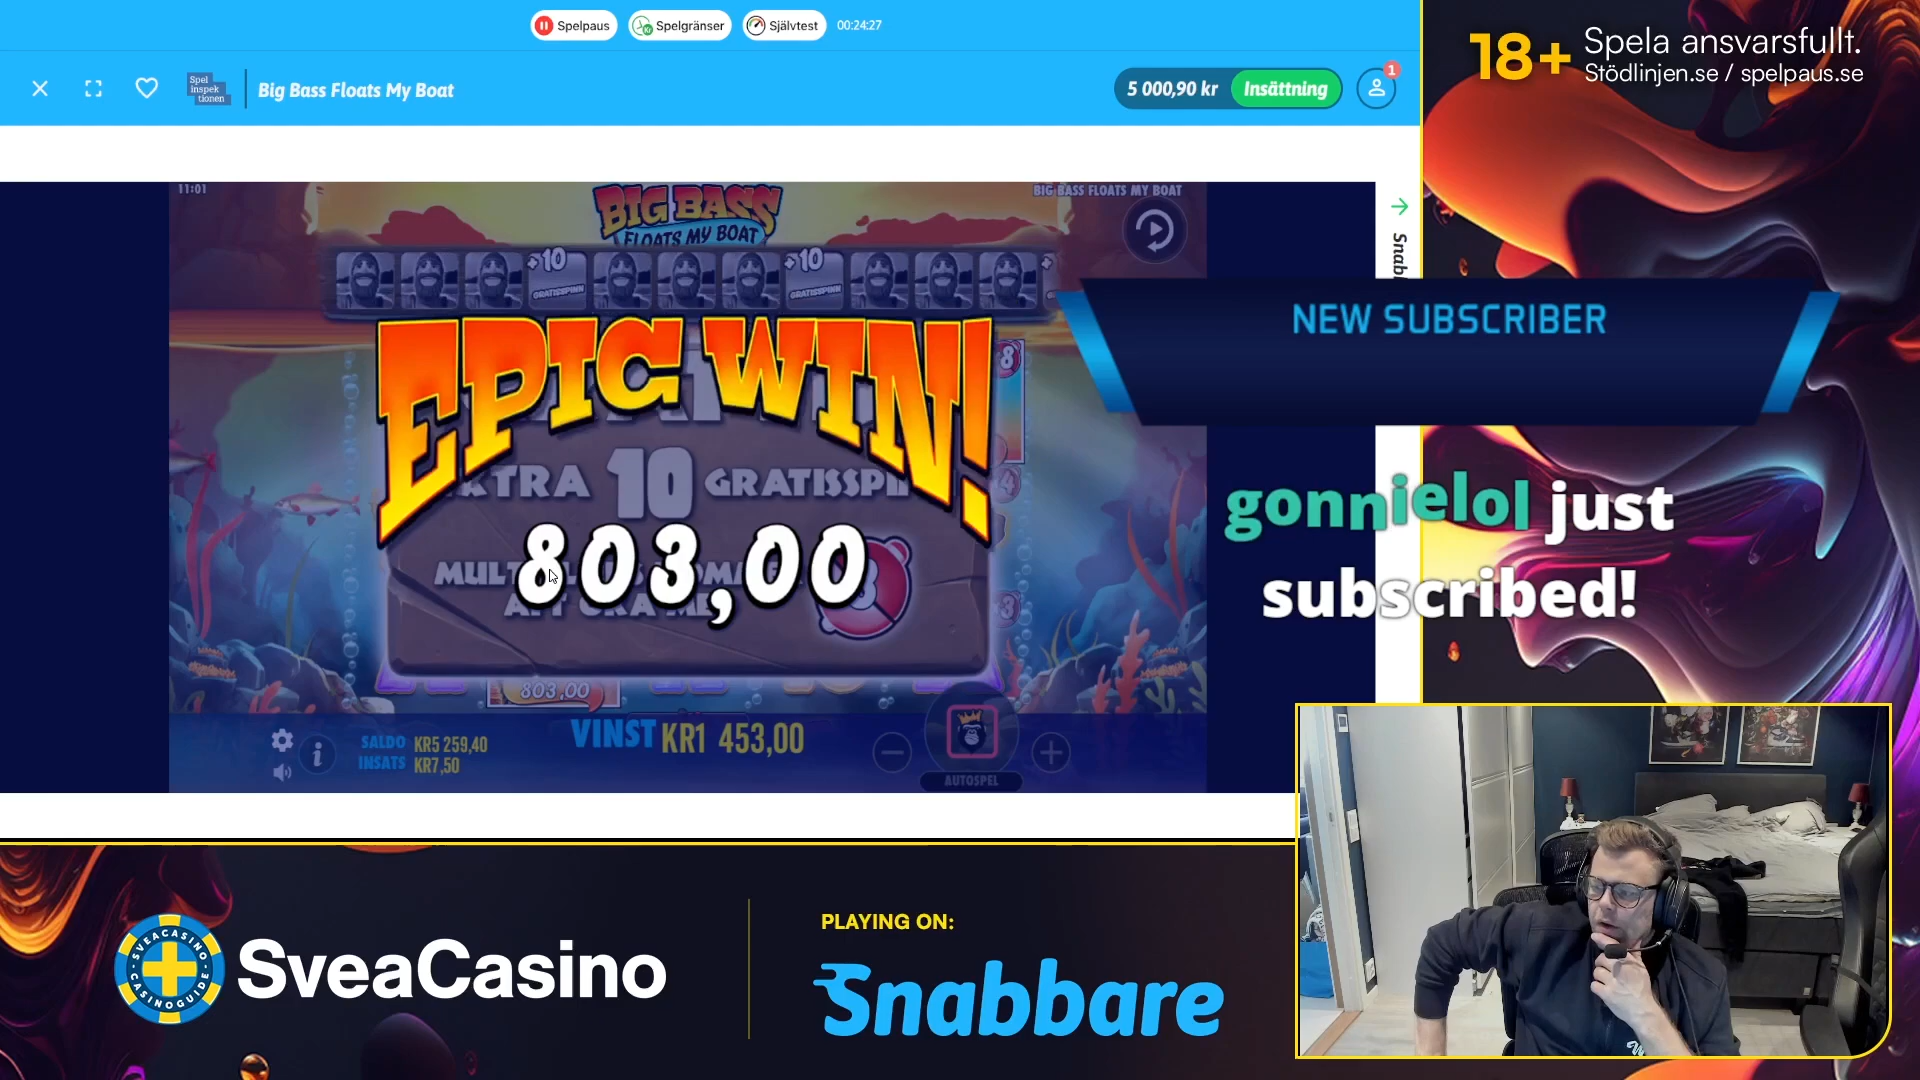 Spelpaus
Spelgränser
Självtest
00:24:27
18+
Spela ansvarsfullt.
Stödlinjen.se / spelpaus.se
Spel
inspek
tionen
Big Bass Floats My Boat
5 000,90 kr
Insättning
1
11:01
BIG BASS FLOATS MY BOAT
BIG BASS
FLOATS MY BOAT
+10
GRATISSPINN
+10
GRATISSPINN
Snabb
NEW SUBSCRIBER
EPIC WIN!
10
803,00
gonnielol just
subscribed!
803,00
VINST KR1 453,00
SALDO KR5 259,40
INSATS KR7,50
AUTOSPEL
SVEACASINO
CASINOGUIDE
SveaCasino
PLAYING ON:
Snabbare